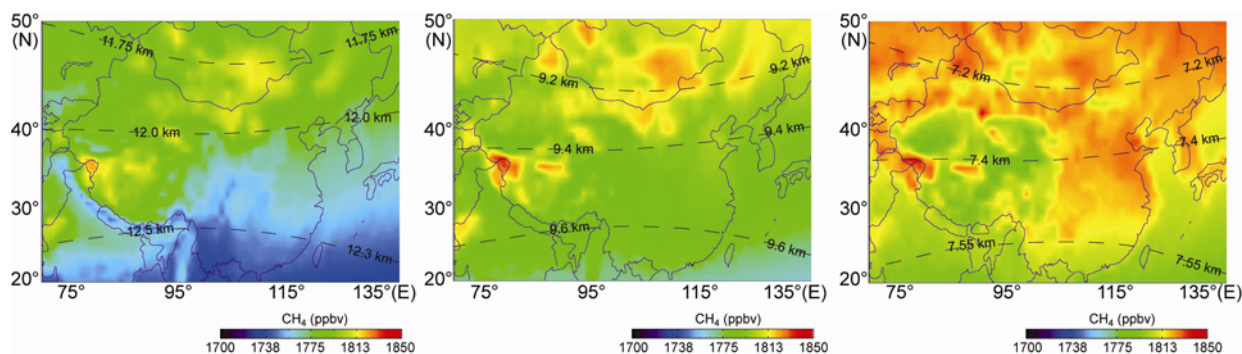 50°
(N)
11.75 km
11.75 km
40°
12.0 km
12.0 km
30°
12.5 km
12.3 km
20°
75°
95°
115°
135°(E)
CH₄ (ppbv)
1700 1738 1775 1813 1850
50°
(N)
9.2 km
9.2 km
40°
9.4 km
9.4 km
30°
9.6 km
9.6 km
20°
75°
95°
115°
135°(E)
CH₄ (ppbv)
1700 1738 1775 1813 1850
50°
(N)
7.2 km
7.2 km
40°
7.4 km
7.4 km
30°
7.55 km
7.55 km
20°
75°
95°
115°
135°(E)
CH₄ (ppbv)
1700 1738 1775 1813 1850